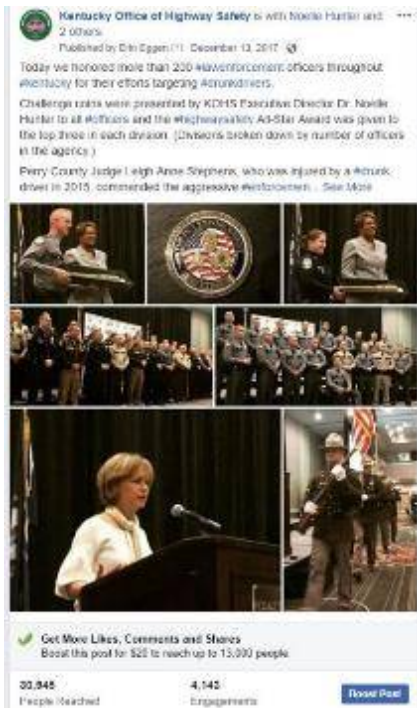 Kentucky Office of Highway Safety is with Noelle Hunter and
2 others.
Published by Erin Eggen · December 13, 2017 ·
Today we honored more than 200 #lawenforcement officers throughout
#kentucky for their efforts targeting #drunkdrivers.
Challenge coins were presented by KOHS Executive Director Dr. Noelle
Hunter to all #officers and the #highwaysafety All-Star Award was given to
the top three in each division. (Divisions broken down by number of officers
in the agency.)
Perry County Judge Leigh Anne Stephens, who was injured by a #drunk
driver in 2015, commended the aggressive #enforcemen... See More
Get More Likes, Comments and Shares
Boost this post for $20 to reach up to 13,000 people.
4,143
People Reached
Engagements
Boost Post